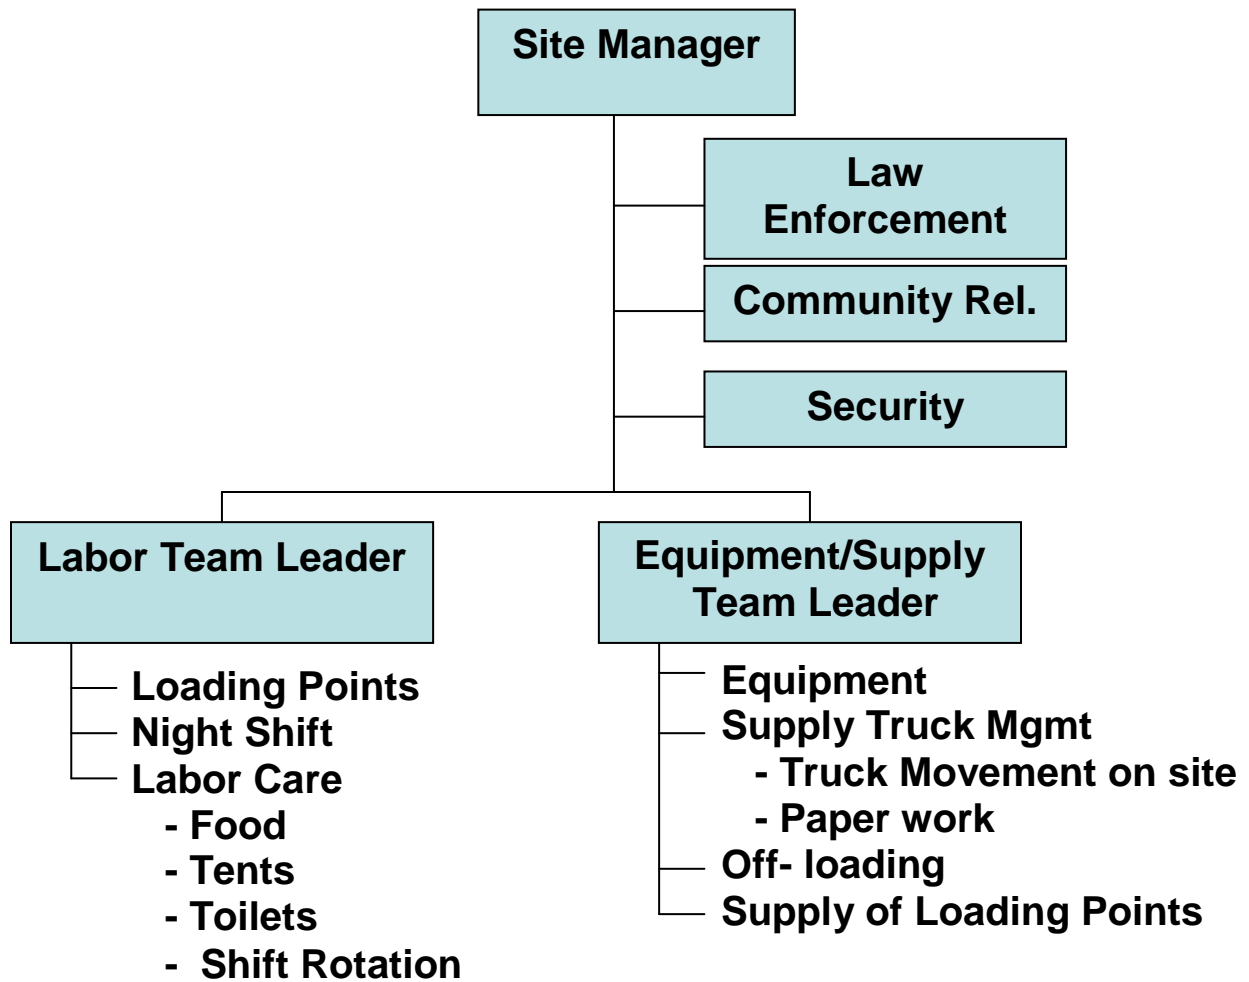 Site Manager
Law
Enforcement
Community Rel.
Security
Labor Team Leader
Loading Points
Night Shift
Labor Care
- Food
- Tents
- Toilets
- Shift Rotation
Equipment/Supply
Team Leader
Equipment
Supply Truck Mgmt
- Truck Movement on site
- Paper work
Off- loading
Supply of Loading Points